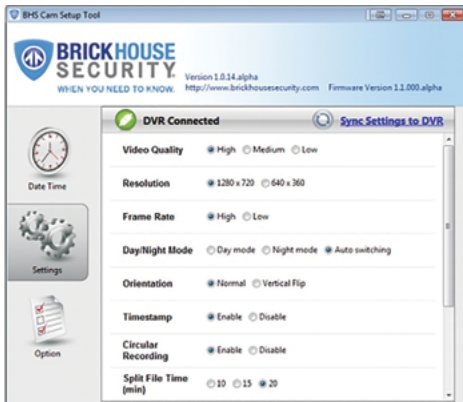 BHS Cam Setup Tool
BRICKHOUSE
SECURITY
WHEN YOU NEED TO KNOW.
Version 1.0.14.alpha
http://www.brickhousesecurity.com Firmware Version 1.1.000.alpha
DVR Connected Sync Settings to DVR
Date Time
Settings
Option
Video Quality High Medium Low
Resolution 1280 x 720 640 x 360
Frame Rate High Low
Day/Night Mode Day mode Night mode Auto switching
Orientation Normal Vertical Flip
Timestamp Enable Disable
Circular
Recording Enable Disable
Split File Time
(min) 10 15 20